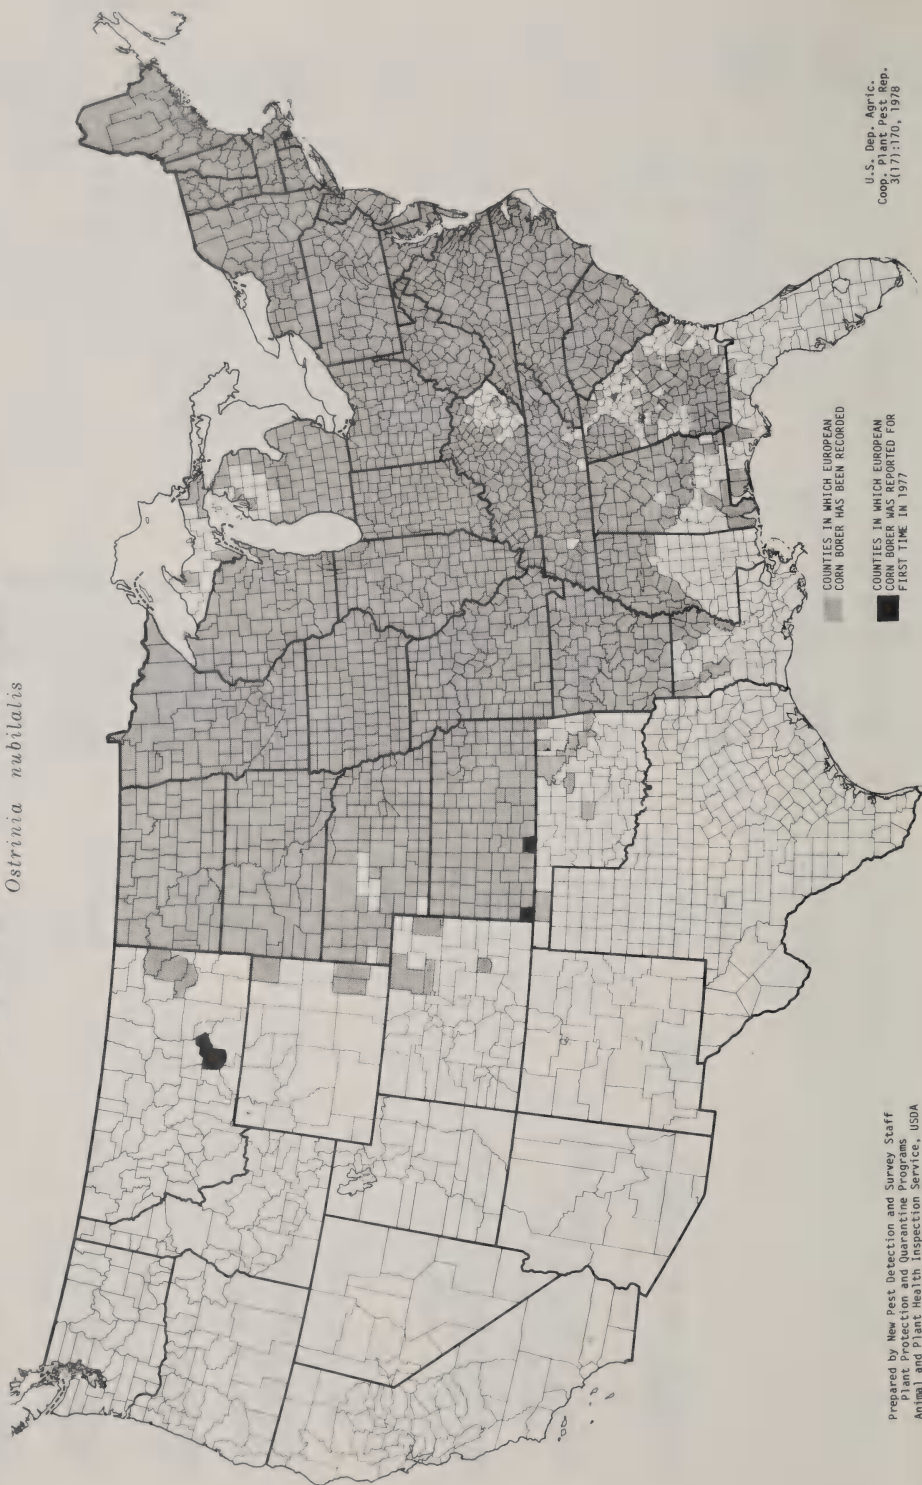 Ostrinia nubilalis
COUNTIES IN WHICH EUROPEAN
CORN BORER HAS BEEN RECORDED
COUNTIES IN WHICH EUROPEAN
CORN BORER WAS REPORTED FOR
FIRST TIME IN 1977
U.S. Dep. Agric.
Coop. Plant Pest Rep.
3(17):170, 1978
Prepared by New Pest Detection and Survey Staff
Plant Protection and Quarantine Programs
Animal and Plant Health Inspection Service, USDA